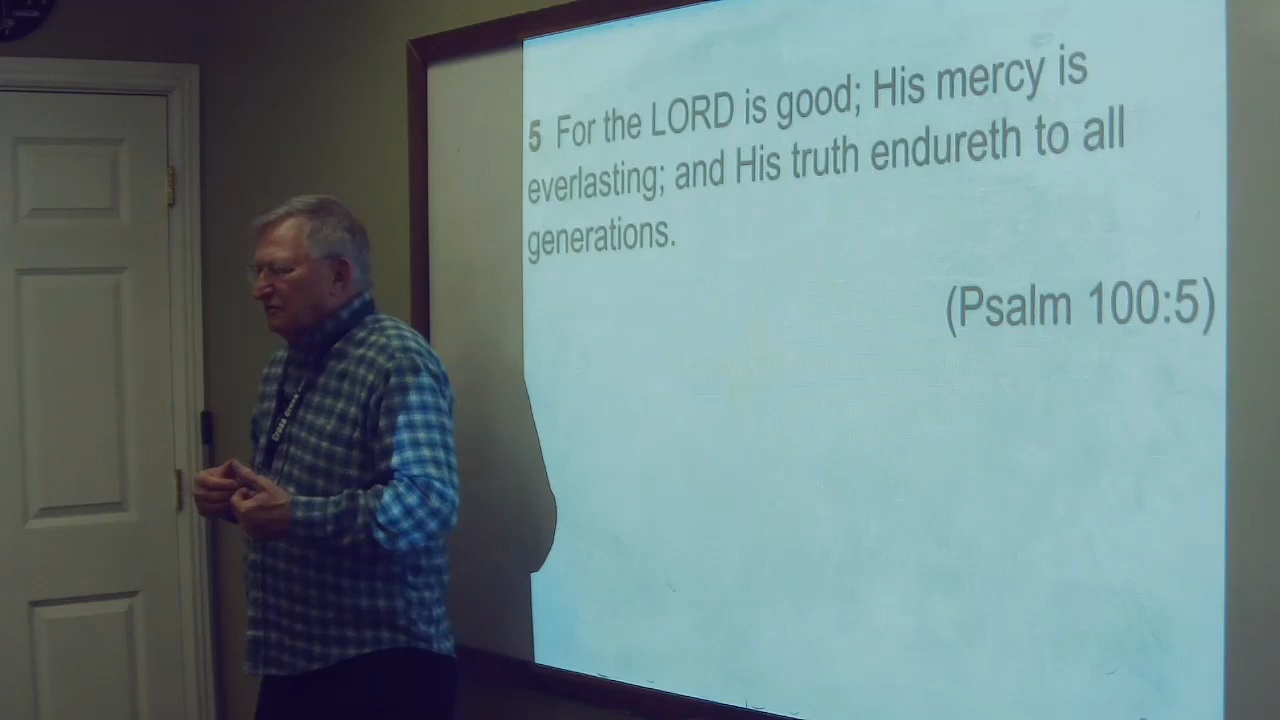 5 For the LORD is good; His mercy is
everlasting; and His truth endureth to all
generations.
(Psalm 100:5)